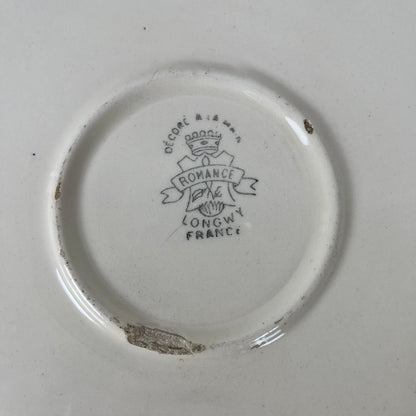 DÉCORÉ A LA MAIN
ROMANCE
LONGWY
FRANCE